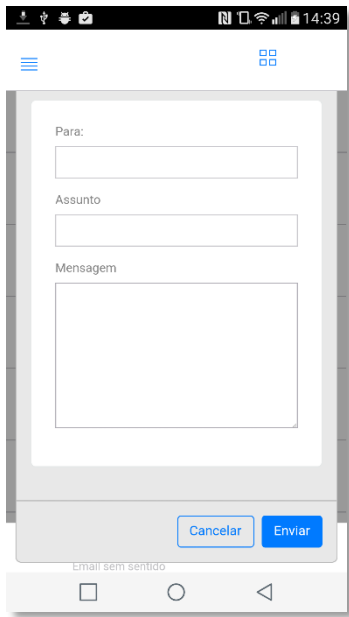 14:39
Para:
Assunto
Mensagem
Cancelar Enviar
Email sem sentido